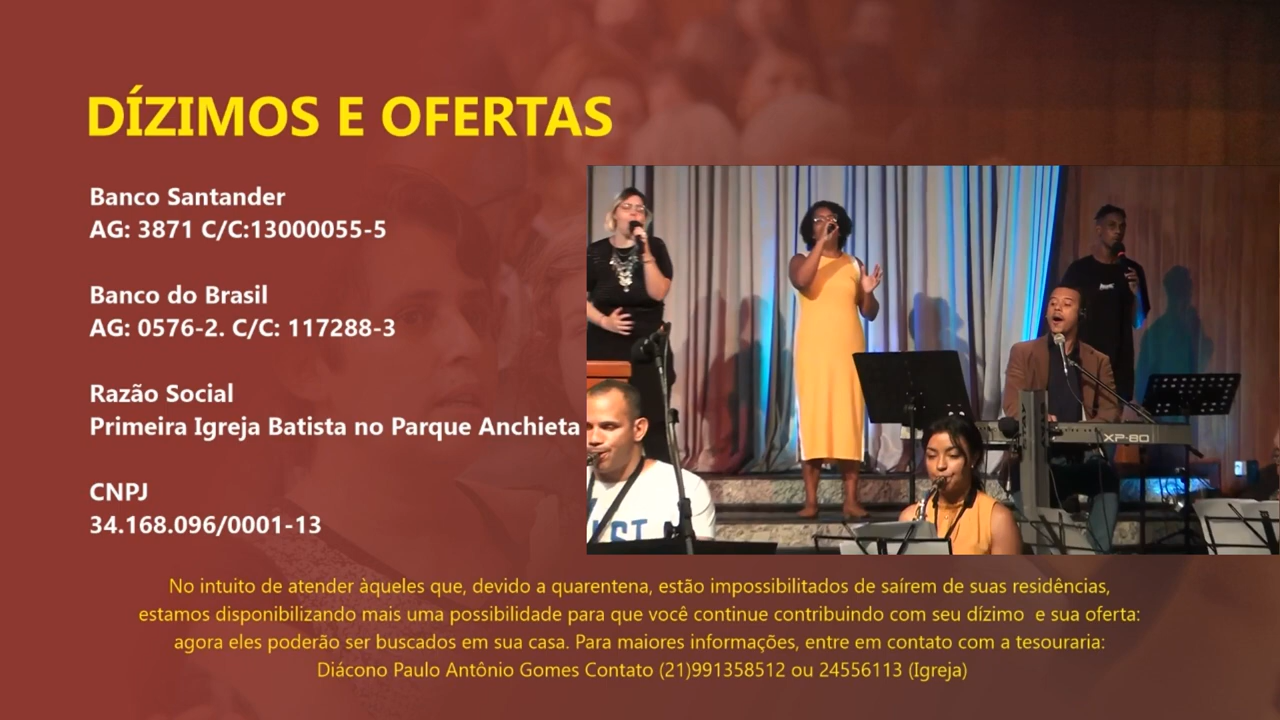 DÍZIMOS E OFERTAS
Banco Santander
AG: 3871 C/C:13000055-5
Banco do Brasil
AG: 0576-2. C/C: 117288-3
Razão Social
Primeira Igreja Batista no Parque Anchieta
CNPJ
34.168.096/0001-13
XP-80
No intuito de atender àqueles que, devido a quarentena, estão impossibilitados de saírem de suas residências,
estamos disponibilizando mais uma possibilidade para que você continue contribuindo com seu dízimo e sua oferta:
agora eles poderão ser buscados em sua casa. Para maiores informações, entre em contato com a tesouraria:
Diácono Paulo Antônio Gomes Contato (21)991358512 ou 24556113 (Igreja)